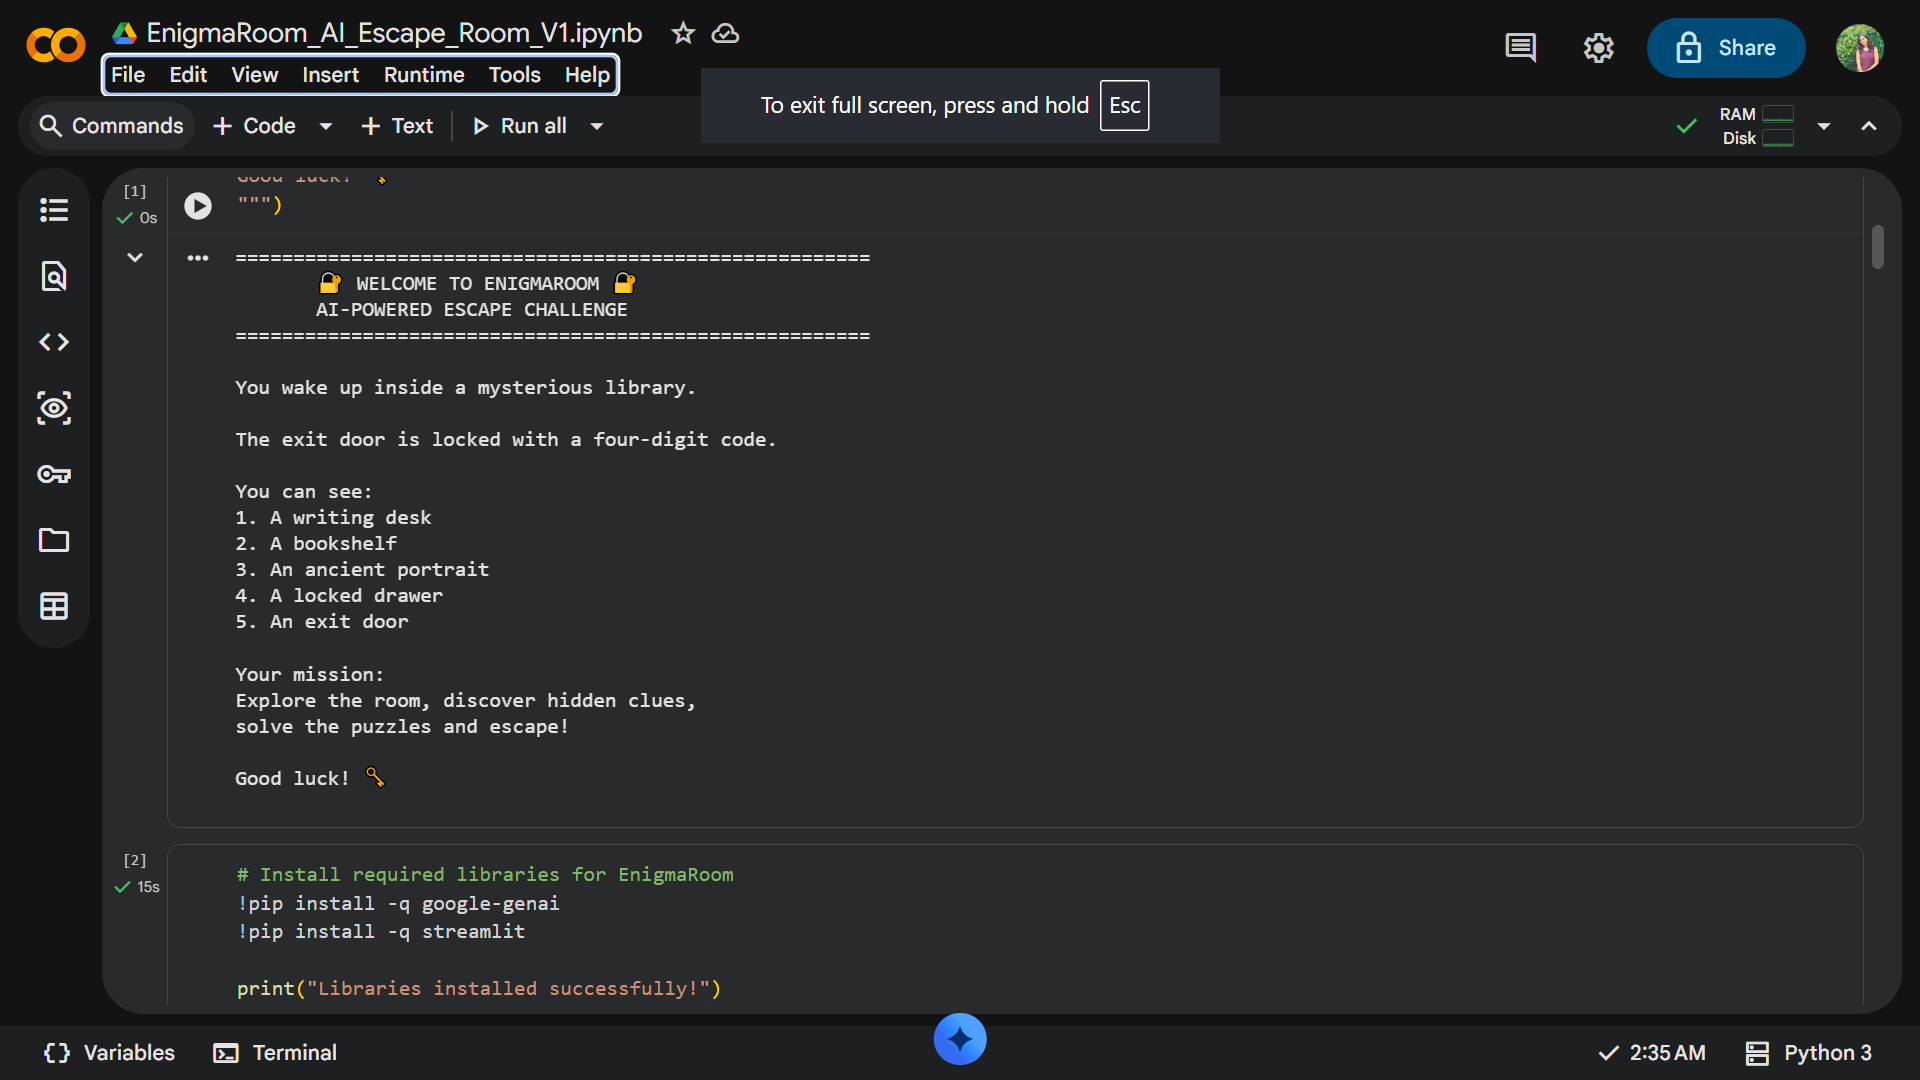 EnigmaRoom_AI_Escape_Room_V1.ipynb
File Edit View Insert Runtime Tools Help
Share
To exit full screen, press and hold Esc
Commands + Code + Text Run all
RAM
Disk
[1]
0s
Good luck! 🗝
""")
=======================================================
🔐 WELCOME TO ENIGMAROOM 🔐
AI-POWERED ESCAPE CHALLENGE
=======================================================
You wake up inside a mysterious library.
The exit door is locked with a four-digit code.
You can see:
1. A writing desk
2. A bookshelf
3. An ancient portrait
4. A locked drawer
5. An exit door
Your mission:
Explore the room, discover hidden clues,
solve the puzzles and escape!
Good luck! 🗝
[2]
15s
# Install required libraries for EnigmaRoom
!pip install -q google-genai
!pip install -q streamlit
print("Libraries installed successfully!")
{} Variables Terminal
2:35 AM Python 3